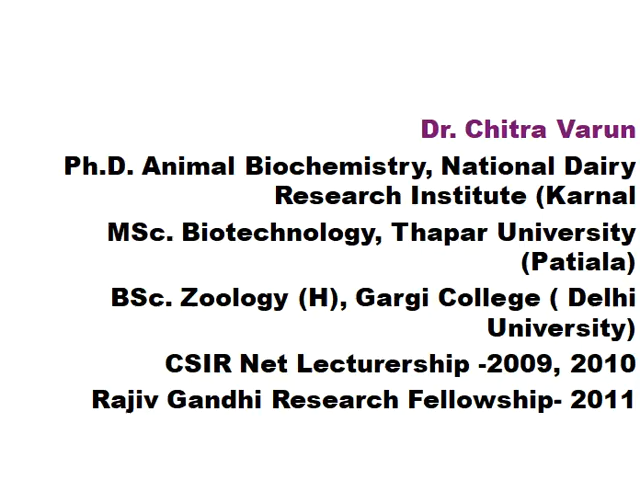 Dr. Chitra Varun
Ph.D. Animal Biochemistry, National Dairy
Research Institute (Karnal
MSc. Biotechnology, Thapar University
(Patiala)
BSc. Zoology (H), Gargi College ( Delhi
University)
CSIR Net Lecturership -2009, 2010
Rajiv Gandhi Research Fellowship- 2011